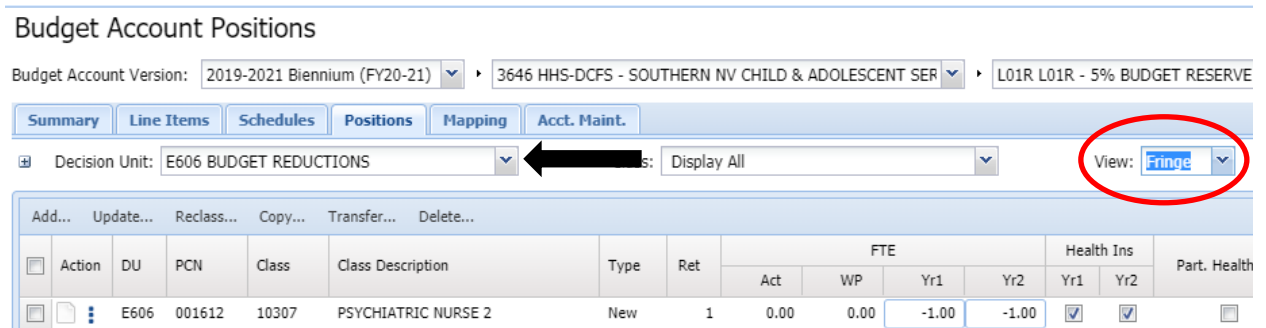 Budget Account Positions
Budget Account Version: 2019-2021 Biennium (FY20-21) 3646 HHS-DCFS - SOUTHERN NV CHILD & ADOLESCENT SER L01R L01R - 5% BUDGET RESERVE
Summary Line Items Schedules Positions Mapping Acct. Maint.
Decision Unit: E606 BUDGET REDUCTIONS Display All View: Fringe
Add... Update... Reclass... Copy... Transfer... Delete...
FTE Health Ins
Action DU PCN Class Class Description Type Ret Part. Health
Act WP Yr1 Yr2 Yr1 Yr2
E606 001612 10307 PSYCHIATRIC NURSE 2 New 1 0.00 0.00 -1.00 -1.00